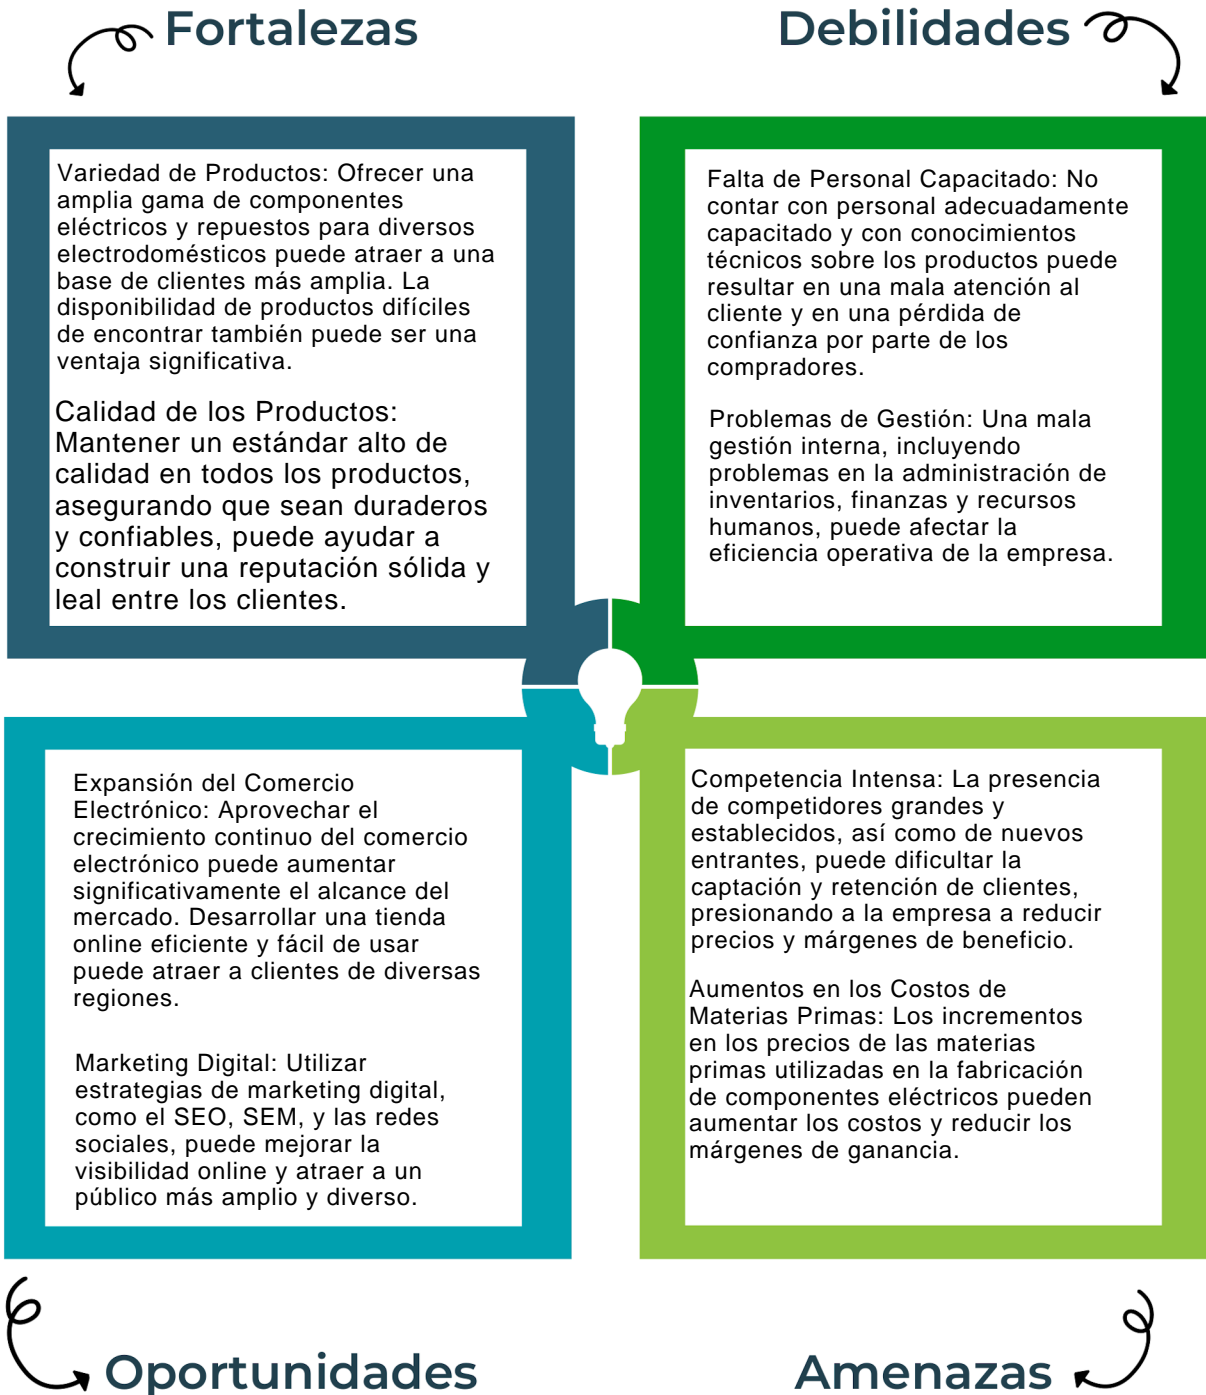 Fortalezas
Variedad de Productos: Ofrecer una
amplia gama de componentes
eléctricos y repuestos para diversos
electrodomésticos puede atraer a una
base de clientes más amplia. La
disponibilidad de productos difíciles
de encontrar también puede ser una
ventaja significativa.
Calidad de los Productos:
Mantener un estándar alto de
calidad en todos los productos,
asegurando que sean duraderos
y confiables, puede ayudar a
construir una reputación sólida y
leal entre los clientes.
Debilidades
Falta de Personal Capacitado: No
contar con personal adecuadamente
capacitado y con conocimientos
técnicos sobre los productos puede
resultar en una mala atención al
cliente y en una pérdida de
confianza por parte de los
compradores.
Problemas de Gestión: Una mala
gestión interna, incluyendo
problemas en la administración de
inventarios, finanzas y recursos
humanos, puede afectar la
eficiencia operativa de la empresa.
Expansión del Comercio
Electrónico: Aprovechar el
crecimiento continuo del comercio
electrónico puede aumentar
significativamente el alcance del
mercado. Desarrollar una tienda
online eficiente y fácil de usar
puede atraer a clientes de diversas
regiones.
Marketing Digital: Utilizar
estrategias de marketing digital,
como el SEO, SEM, y las redes
sociales, puede mejorar la
visibilidad online y atraer a un
público más amplio y diverso.
Oportunidades
Competencia Intensa: La presencia
de competidores grandes y
establecidos, así como de nuevos
entrantes, puede dificultar la
captación y retención de clientes,
presionando a la empresa a reducir
precios y márgenes de beneficio.
Aumentos en los Costos de
Materias Primas: Los incrementos
en los precios de las materias
primas utilizadas en la fabricación
de componentes eléctricos pueden
aumentar los costos y reducir los
márgenes de ganancia.
Amenazas